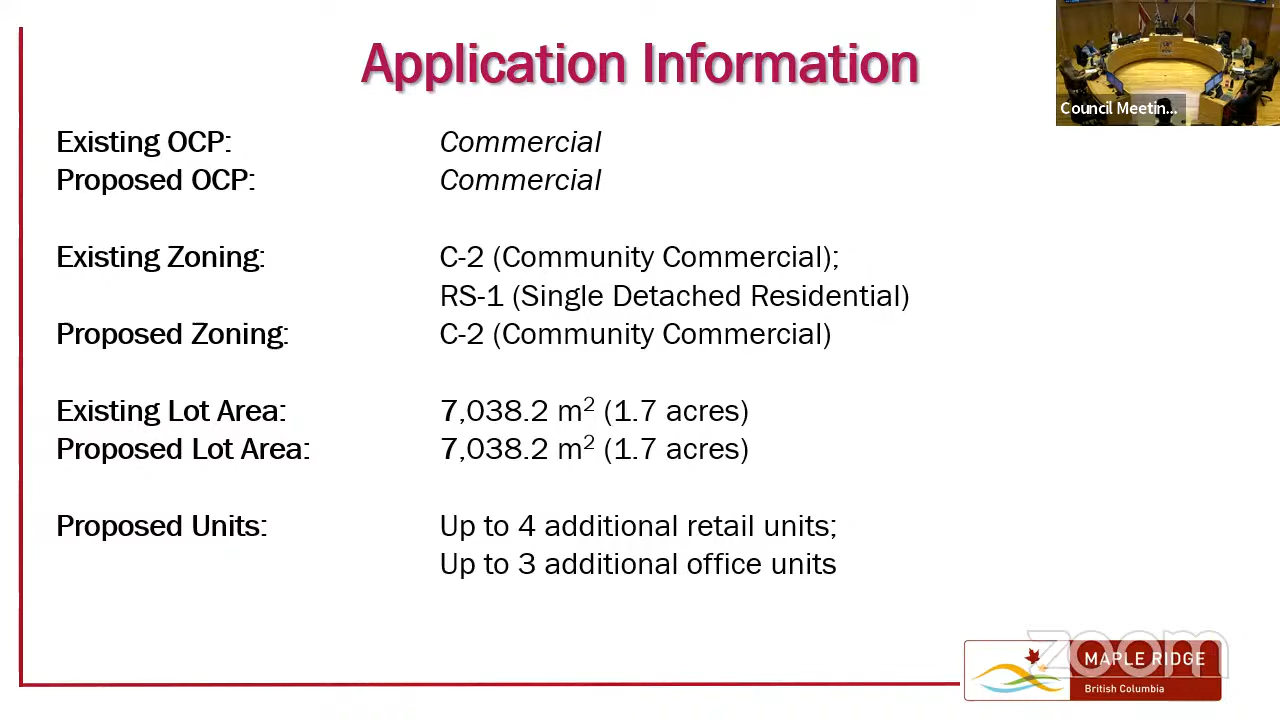 Application Information
Council Meetin...
Existing OCP: Commercial
Proposed OCP: Commercial
Existing Zoning: C-2 (Community Commercial);
RS-1 (Single Detached Residential)
Proposed Zoning: C-2 (Community Commercial)
Existing Lot Area: 7,038.2 m² (1.7 acres)
Proposed Lot Area: 7,038.2 m² (1.7 acres)
Proposed Units: Up to 4 additional retail units;
Up to 3 additional office units
zoom
MAPLE RIDGE
British Columbia